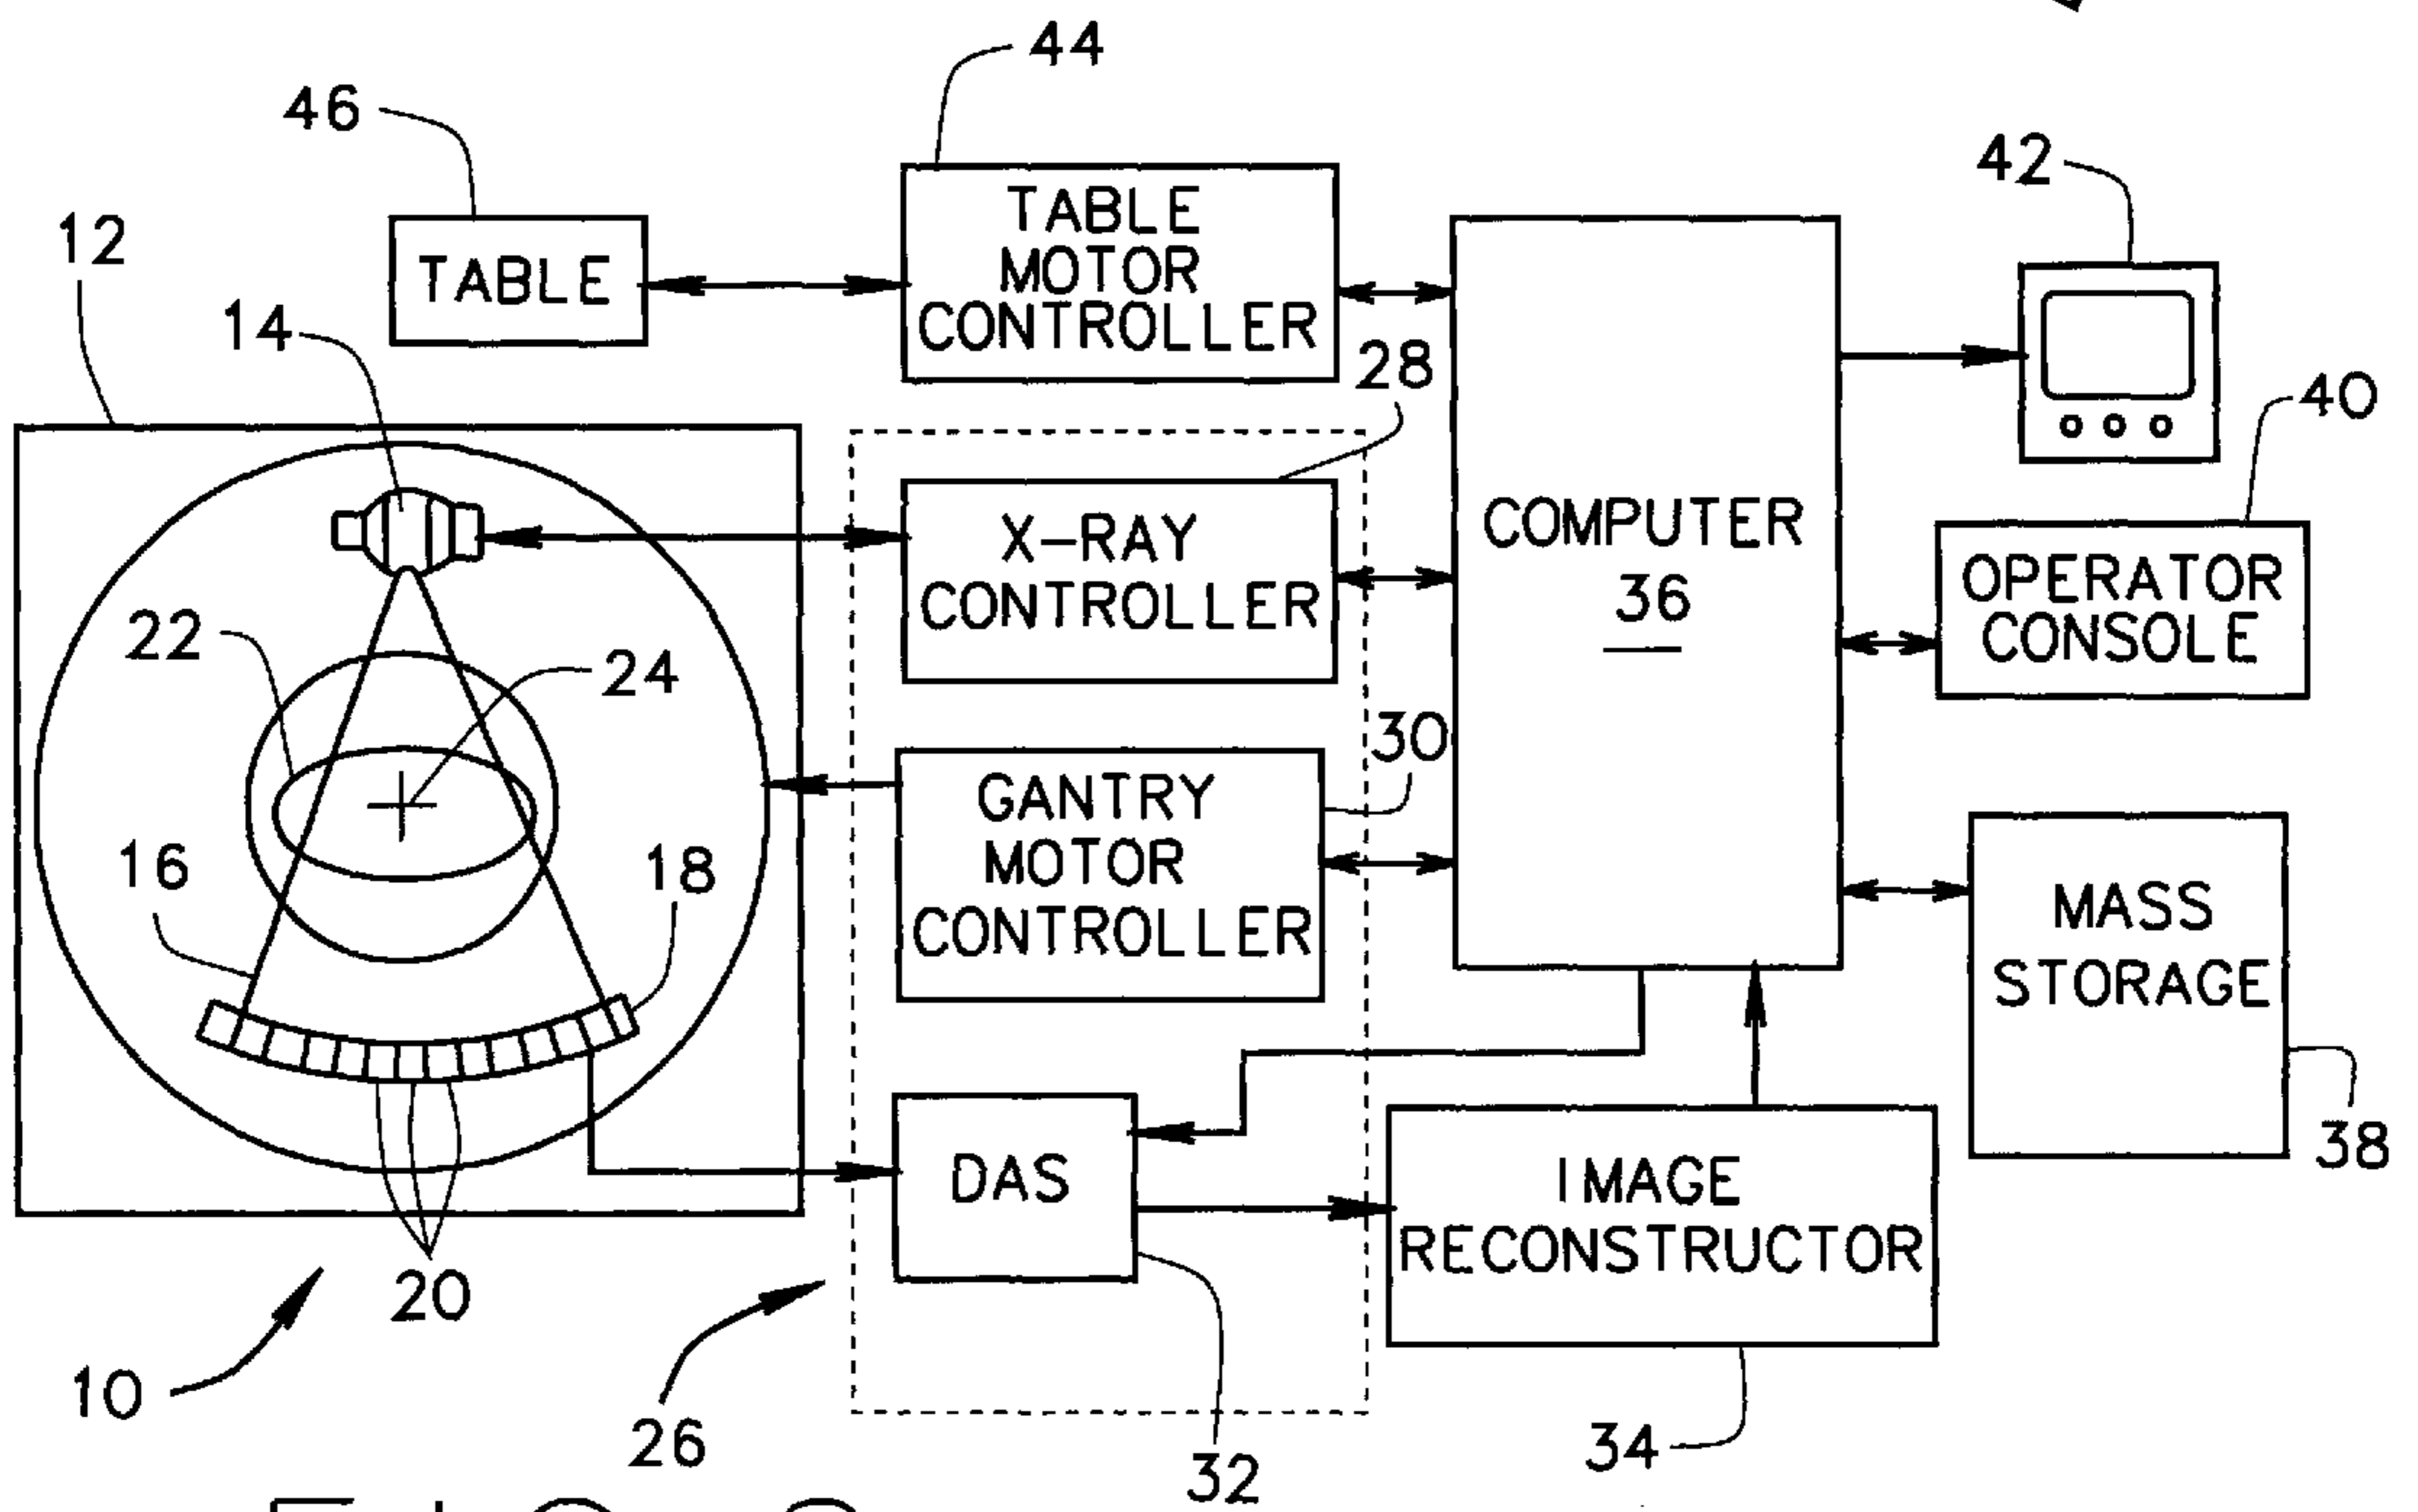 44
46
42
12
TABLE
MOTOR
CONTROLLER
TABLE
14
28
40
X-RAY
CONTROLLER
COMPUTER
36
OPERATOR
CONSOLE
22
24
30
GANTRY
MOTOR
CONTROLLER
16
18
MASS
STORAGE
38
DAS
IMAGE
RECONSTRUCTOR
20
10
26
32
34